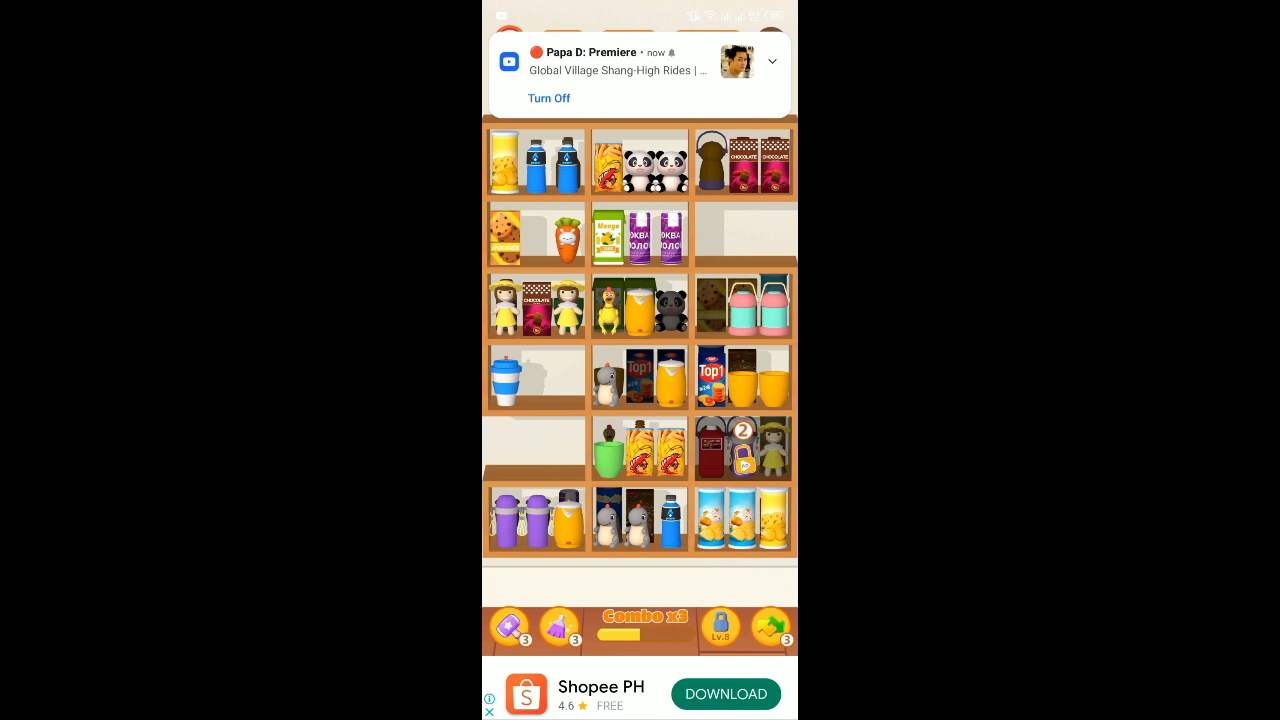 Papa D: Premiere • now
Global Village Shang-High Rides | ...
Turn Off
CHOCOLATE
CHOCOLATE
Mango
CHOCOLATE
Top1
Top1
2
Combo x3
3
3
Lv.8
3
Shopee PH
4.6 ★ FREE
DOWNLOAD